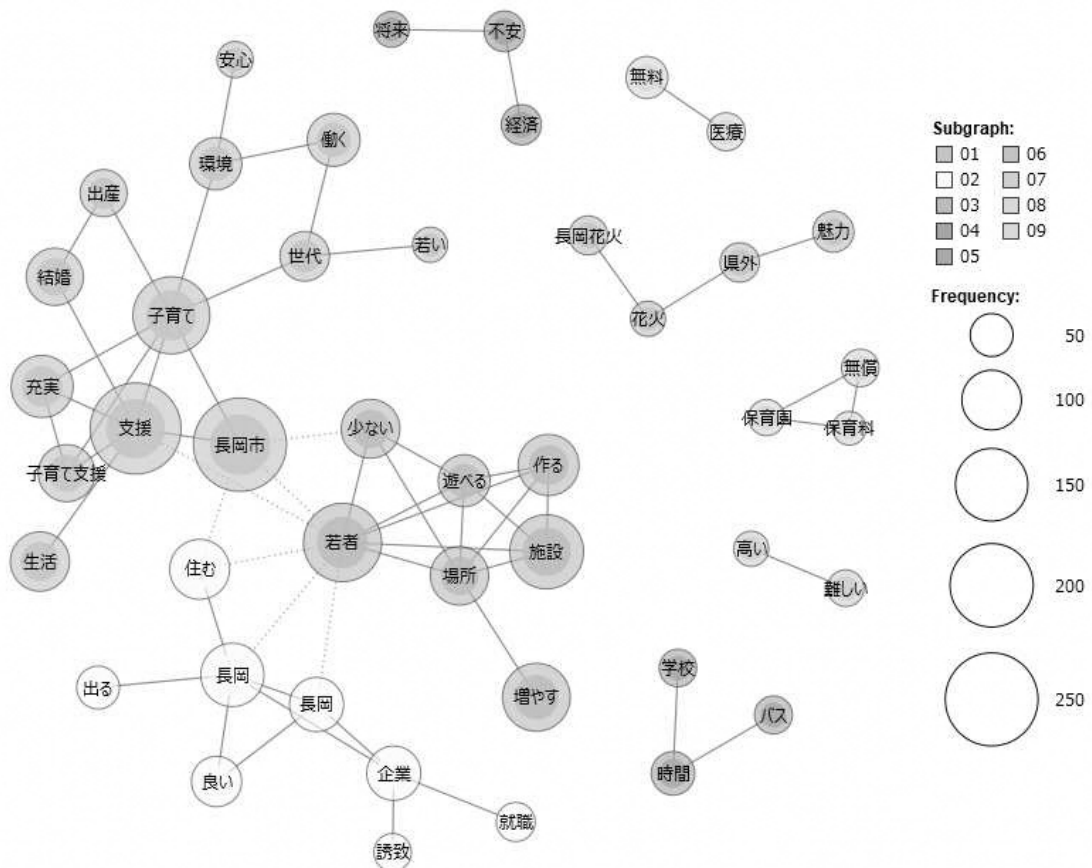 将来
不安
経済
安心
働く
環境
出産
結婚
世代
若い
子育て
充実
支援
長岡市
子育て支援
生活
少ない
遊べる
作る
若者
場所
施設
増やす
住む
長岡
長岡
出る
良い
企業
就職
誘致
無料
医療
長岡花火
花火
県外
魅力
無償
保育園
保育料
高い
難しい
学校
バス
時間
Subgraph:
01 06
02 07
03 08
04 09
05
Frequency:
50
100
150
200
250